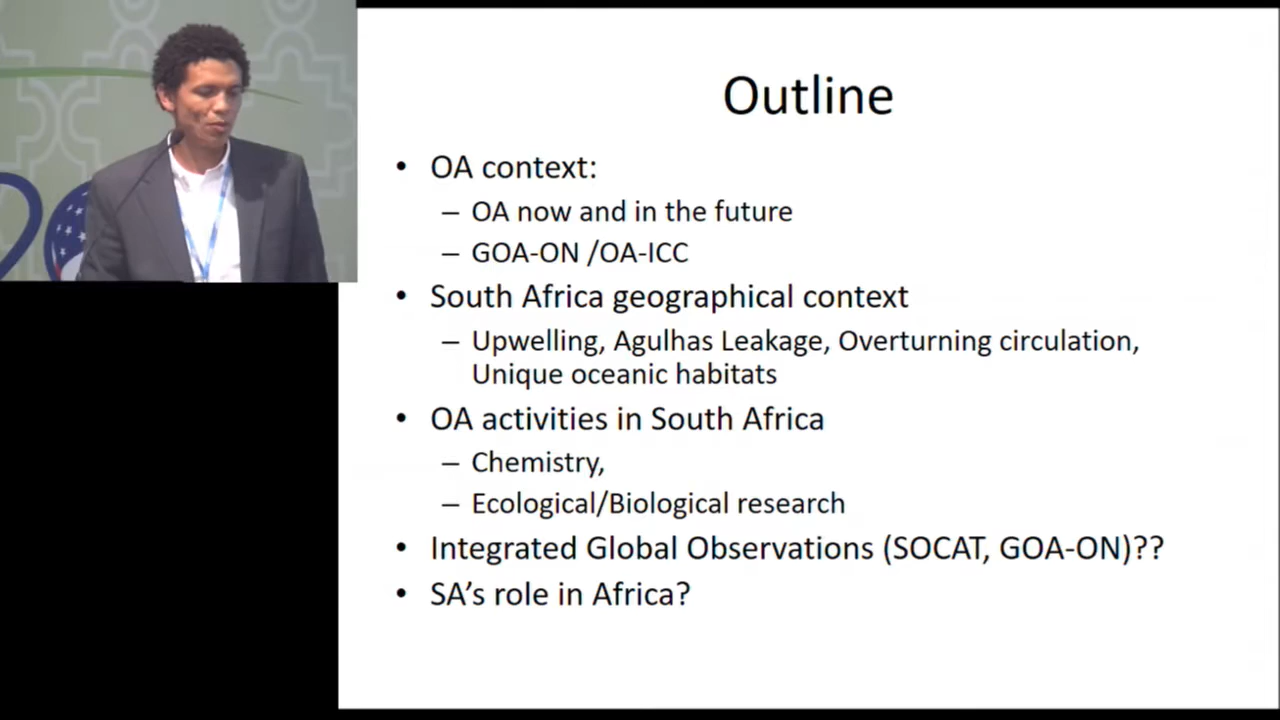 Outline
• OA context:
– OA now and in the future
– GOA-ON /OA-ICC
• South Africa geographical context
– Upwelling, Agulhas Leakage, Overturning circulation,
Unique oceanic habitats
• OA activities in South Africa
– Chemistry,
– Ecological/Biological research
• Integrated Global Observations (SOCAT, GOA-ON)??
• SA’s role in Africa?